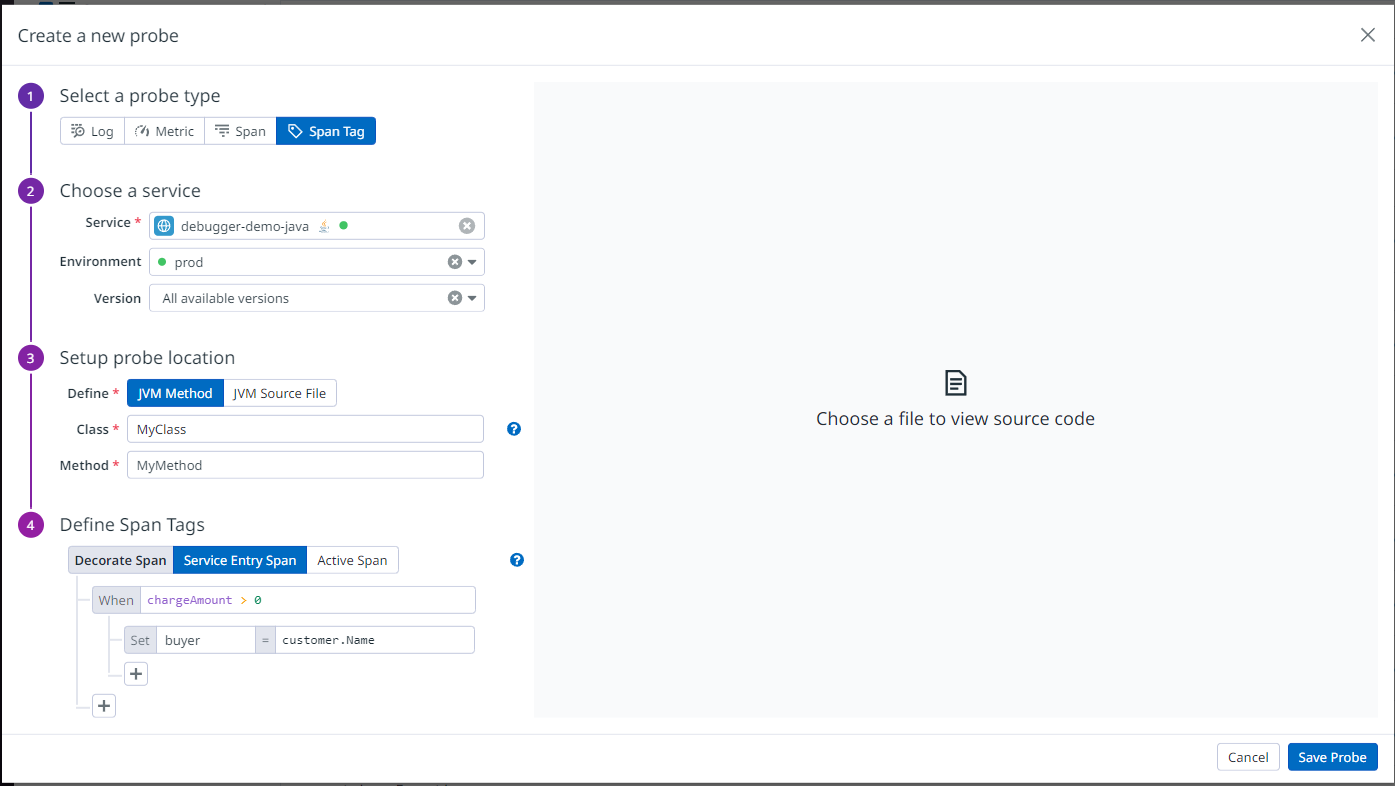 Create a new probe
1 Select a probe type
Log Metric Span Span Tag
2 Choose a service
Service * debugger-demo-java
Environment prod
Version All available versions
3 Setup probe location
Define * JVM Method JVM Source File
Class * MyClass ?
Method * MyMethod
4 Define Span Tags
Decorate Span Service Entry Span Active Span ?
When chargeAmount > 0
Set buyer = customer.Name
+
+
Choose a file to view source code
Cancel Save Probe